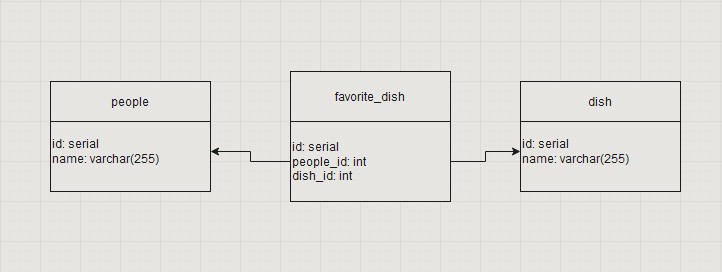 people
id: serial
name: varchar(255)
favorite_dish
id: serial
people_id: int
dish_id: int
dish
id: serial
name: varchar(255)